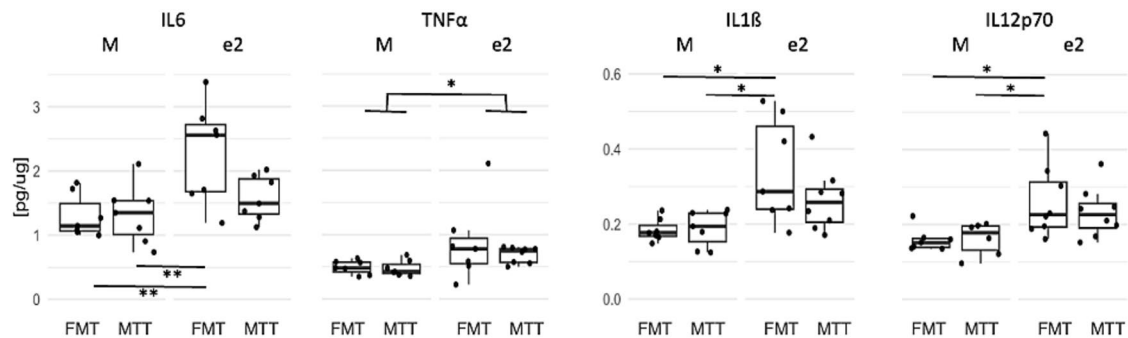 IL6 TNFα IL1ß IL12p70
M e2 M e2 M e2 M e2
* * * * *
[pg/ug]
3
2
1
0
0.6
0.4
0.2
0.0
**
**
FMT MTT FMT MTT FMT MTT FMT MTT FMT MTT FMT MTT FMT MTT FMT MTT